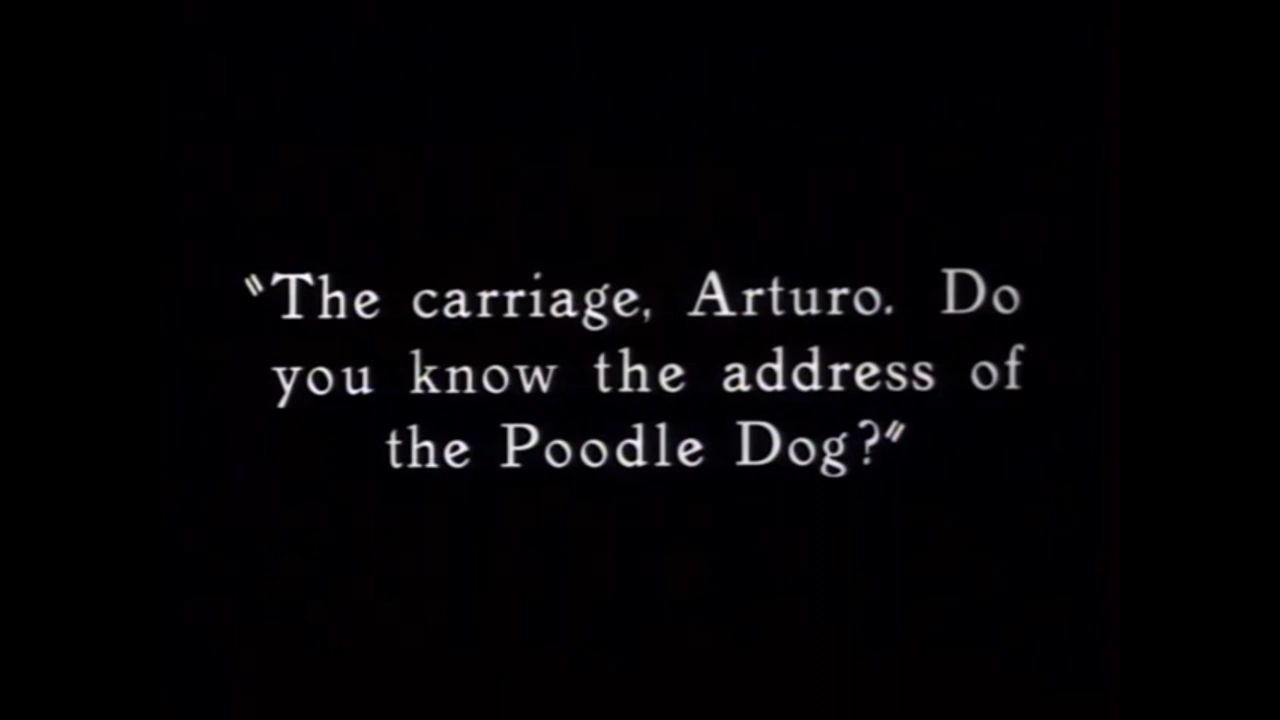 "The carriage, Arturo. Do
you know the address of
the Poodle Dog?"